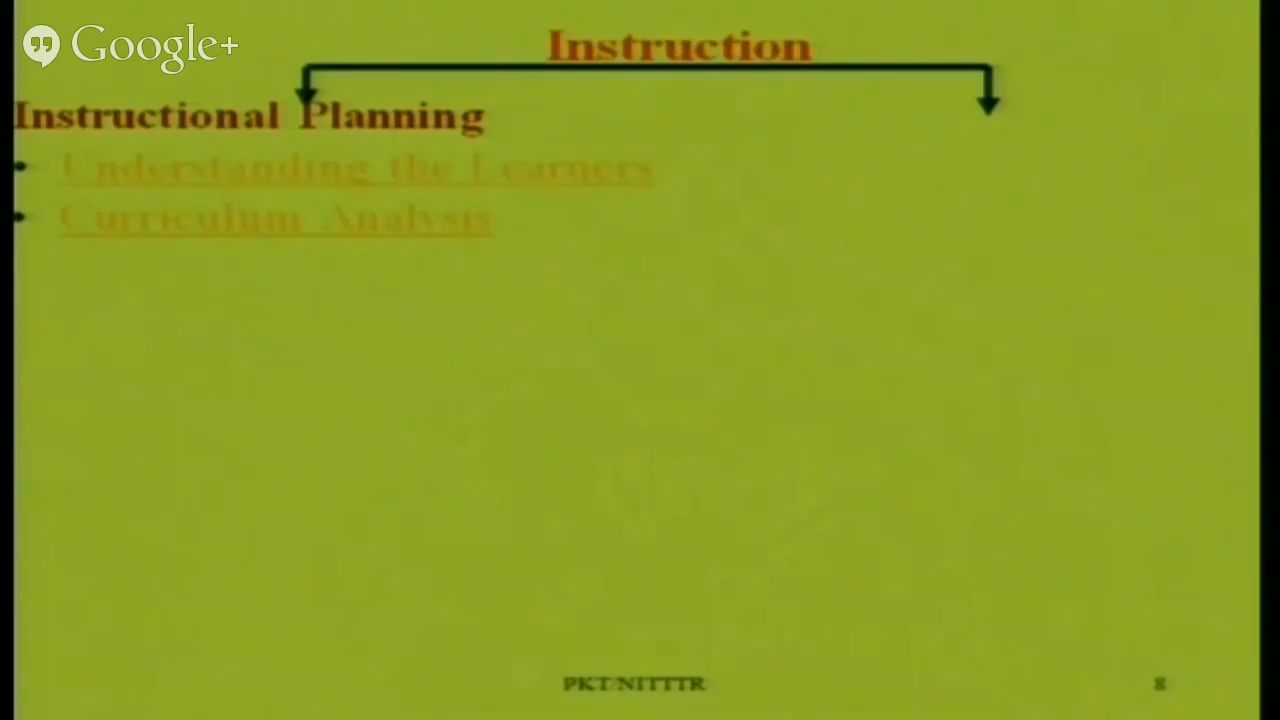 Google+
Instruction
Instructional Planning
• Understanding the Learners
• Curriculum Analysis
PKT/NITTTR
8